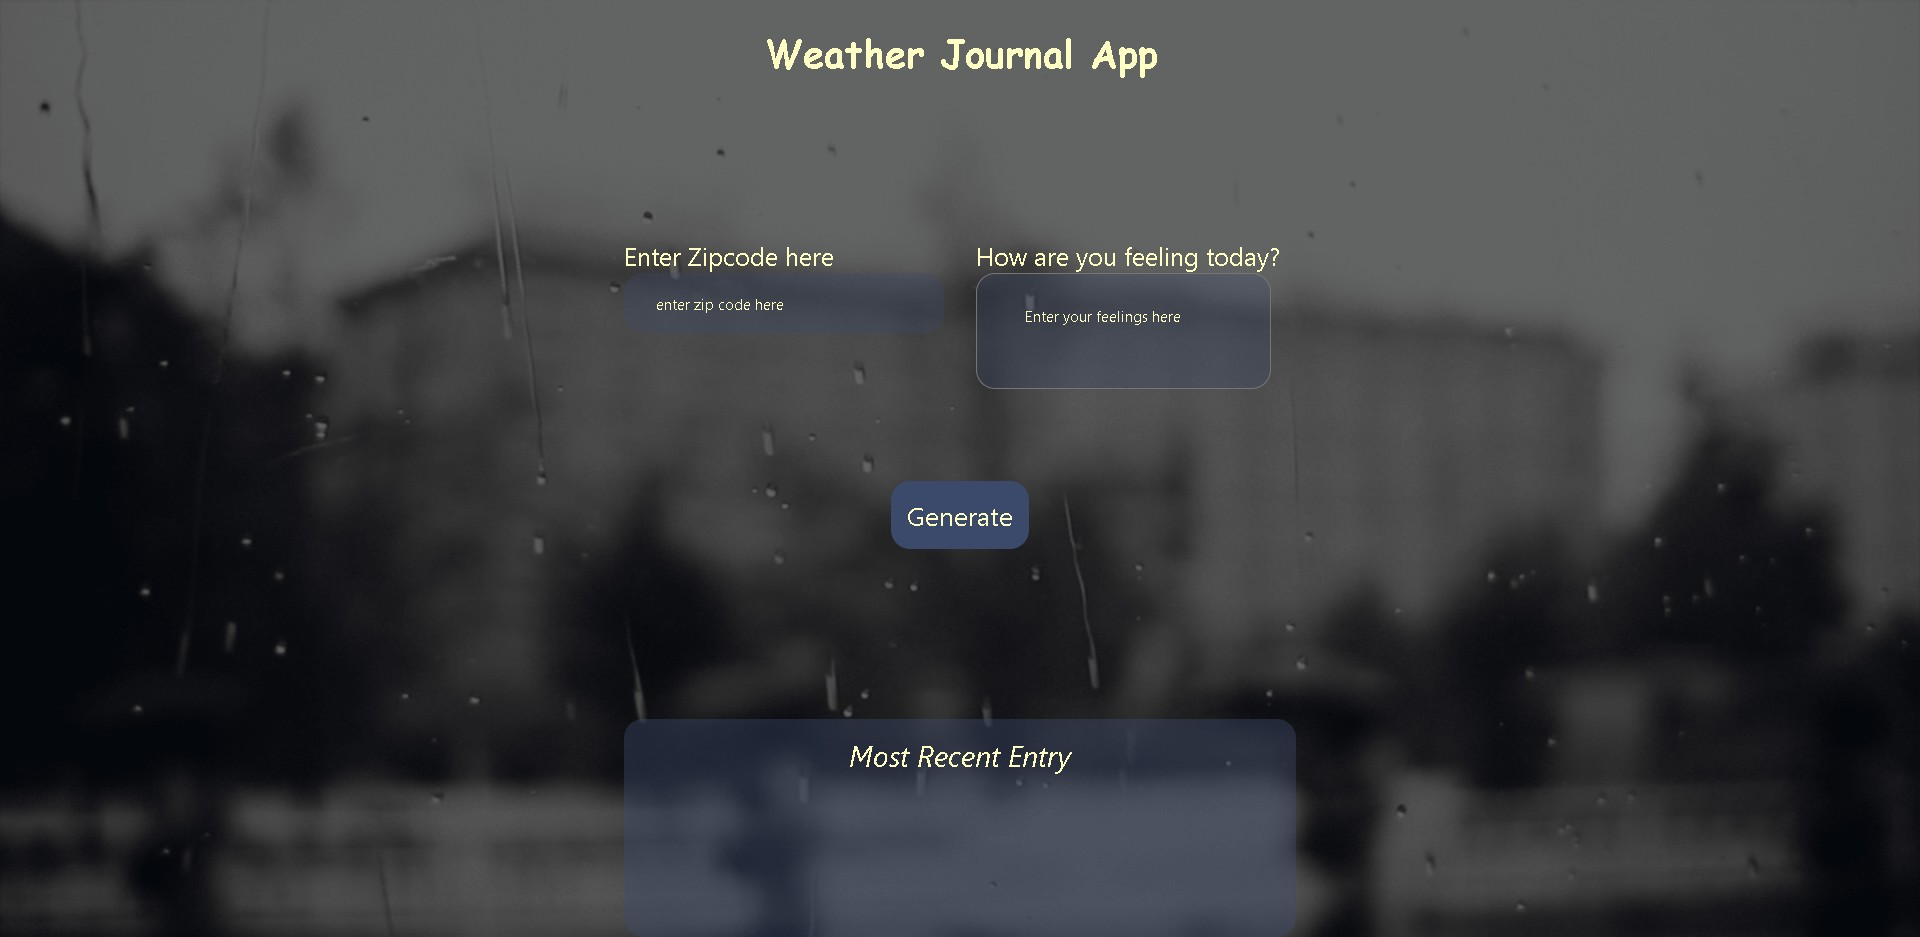 Weather Journal App
Enter Zipcode here
enter zip code here
How are you feeling today?
Enter your feelings here
Generate
Most Recent Entry